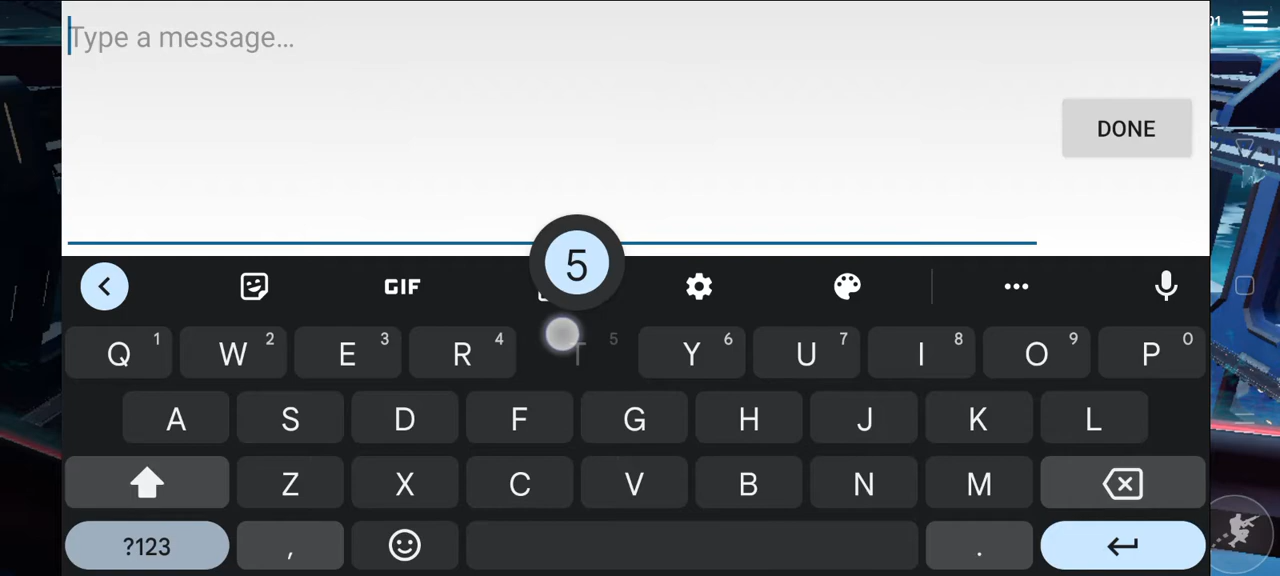 Type a message...
DONE
5
GIF
Q 1 W 2 E 3 R 4 T 5 Y 6 U 7 I 8 O 9 P 0
A S D F G H J K L
Z X C V B N M
?123 , .